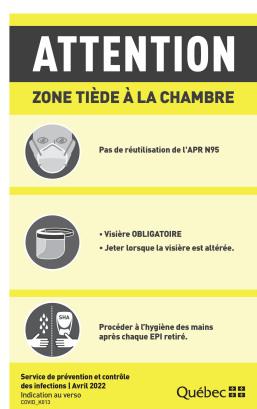 ATTENTION
ZONE TIÈDE À LA CHAMBRE
Pas de réutilisation de l'APR N95
• Visière OBLIGATOIRE
• Jeter lorsque la visière est altérée.
SHA
Procéder à l'hygiène des mains
après chaque EPI retiré.
Service de prévention et contrôle
des infections | Avril 2022
Indication au verso
COVID_K013
Québec